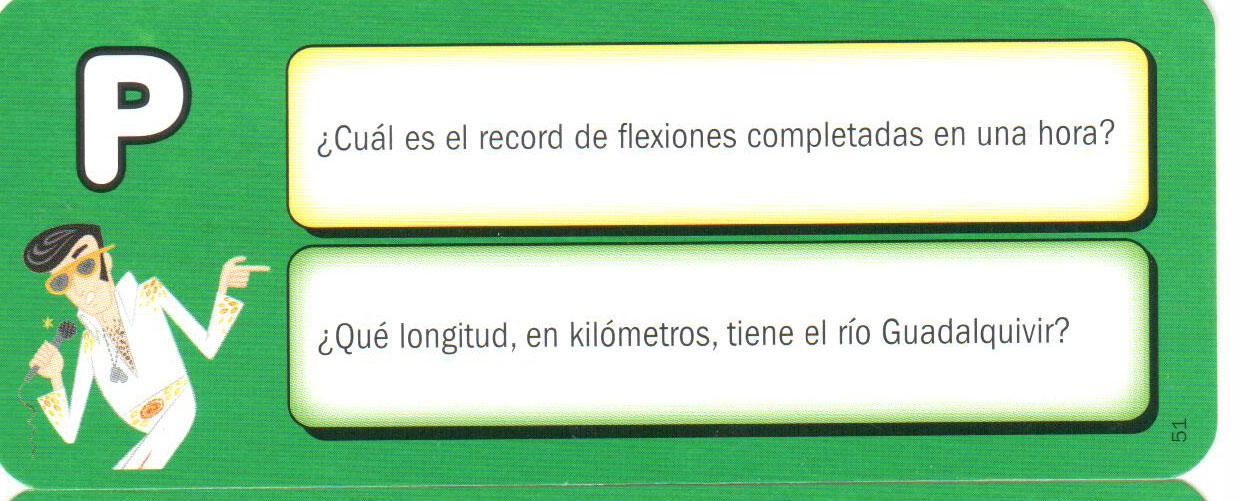 P
¿Cuál es el record de flexiones completadas en una hora?
¿Qué longitud, en kilómetros, tiene el río Guadalquivir?
51